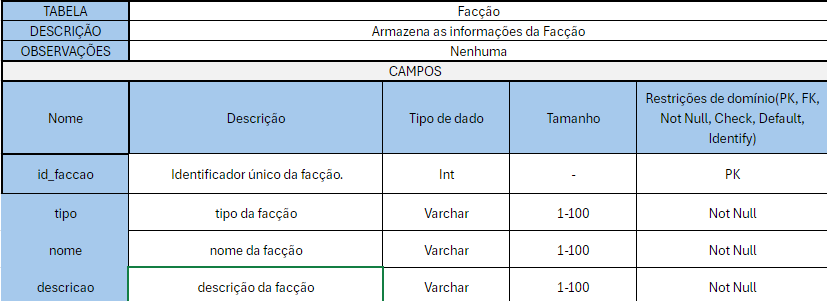 TABELA Facção
DESCRIÇÃO Armazena as informações da Facção
OBSERVAÇÕES Nenhuma
CAMPOS
Nome Descrição Tipo de dado Tamanho Restrições de domínio(PK, FK,
Not Null, Check, Default,
Identify)
id_faccao Identificador único da facção. Int - PK
tipo tipo da facção Varchar 1-100 Not Null
nome nome da facção Varchar 1-100 Not Null
descricao descrição da facção Varchar 1-100 Not Null